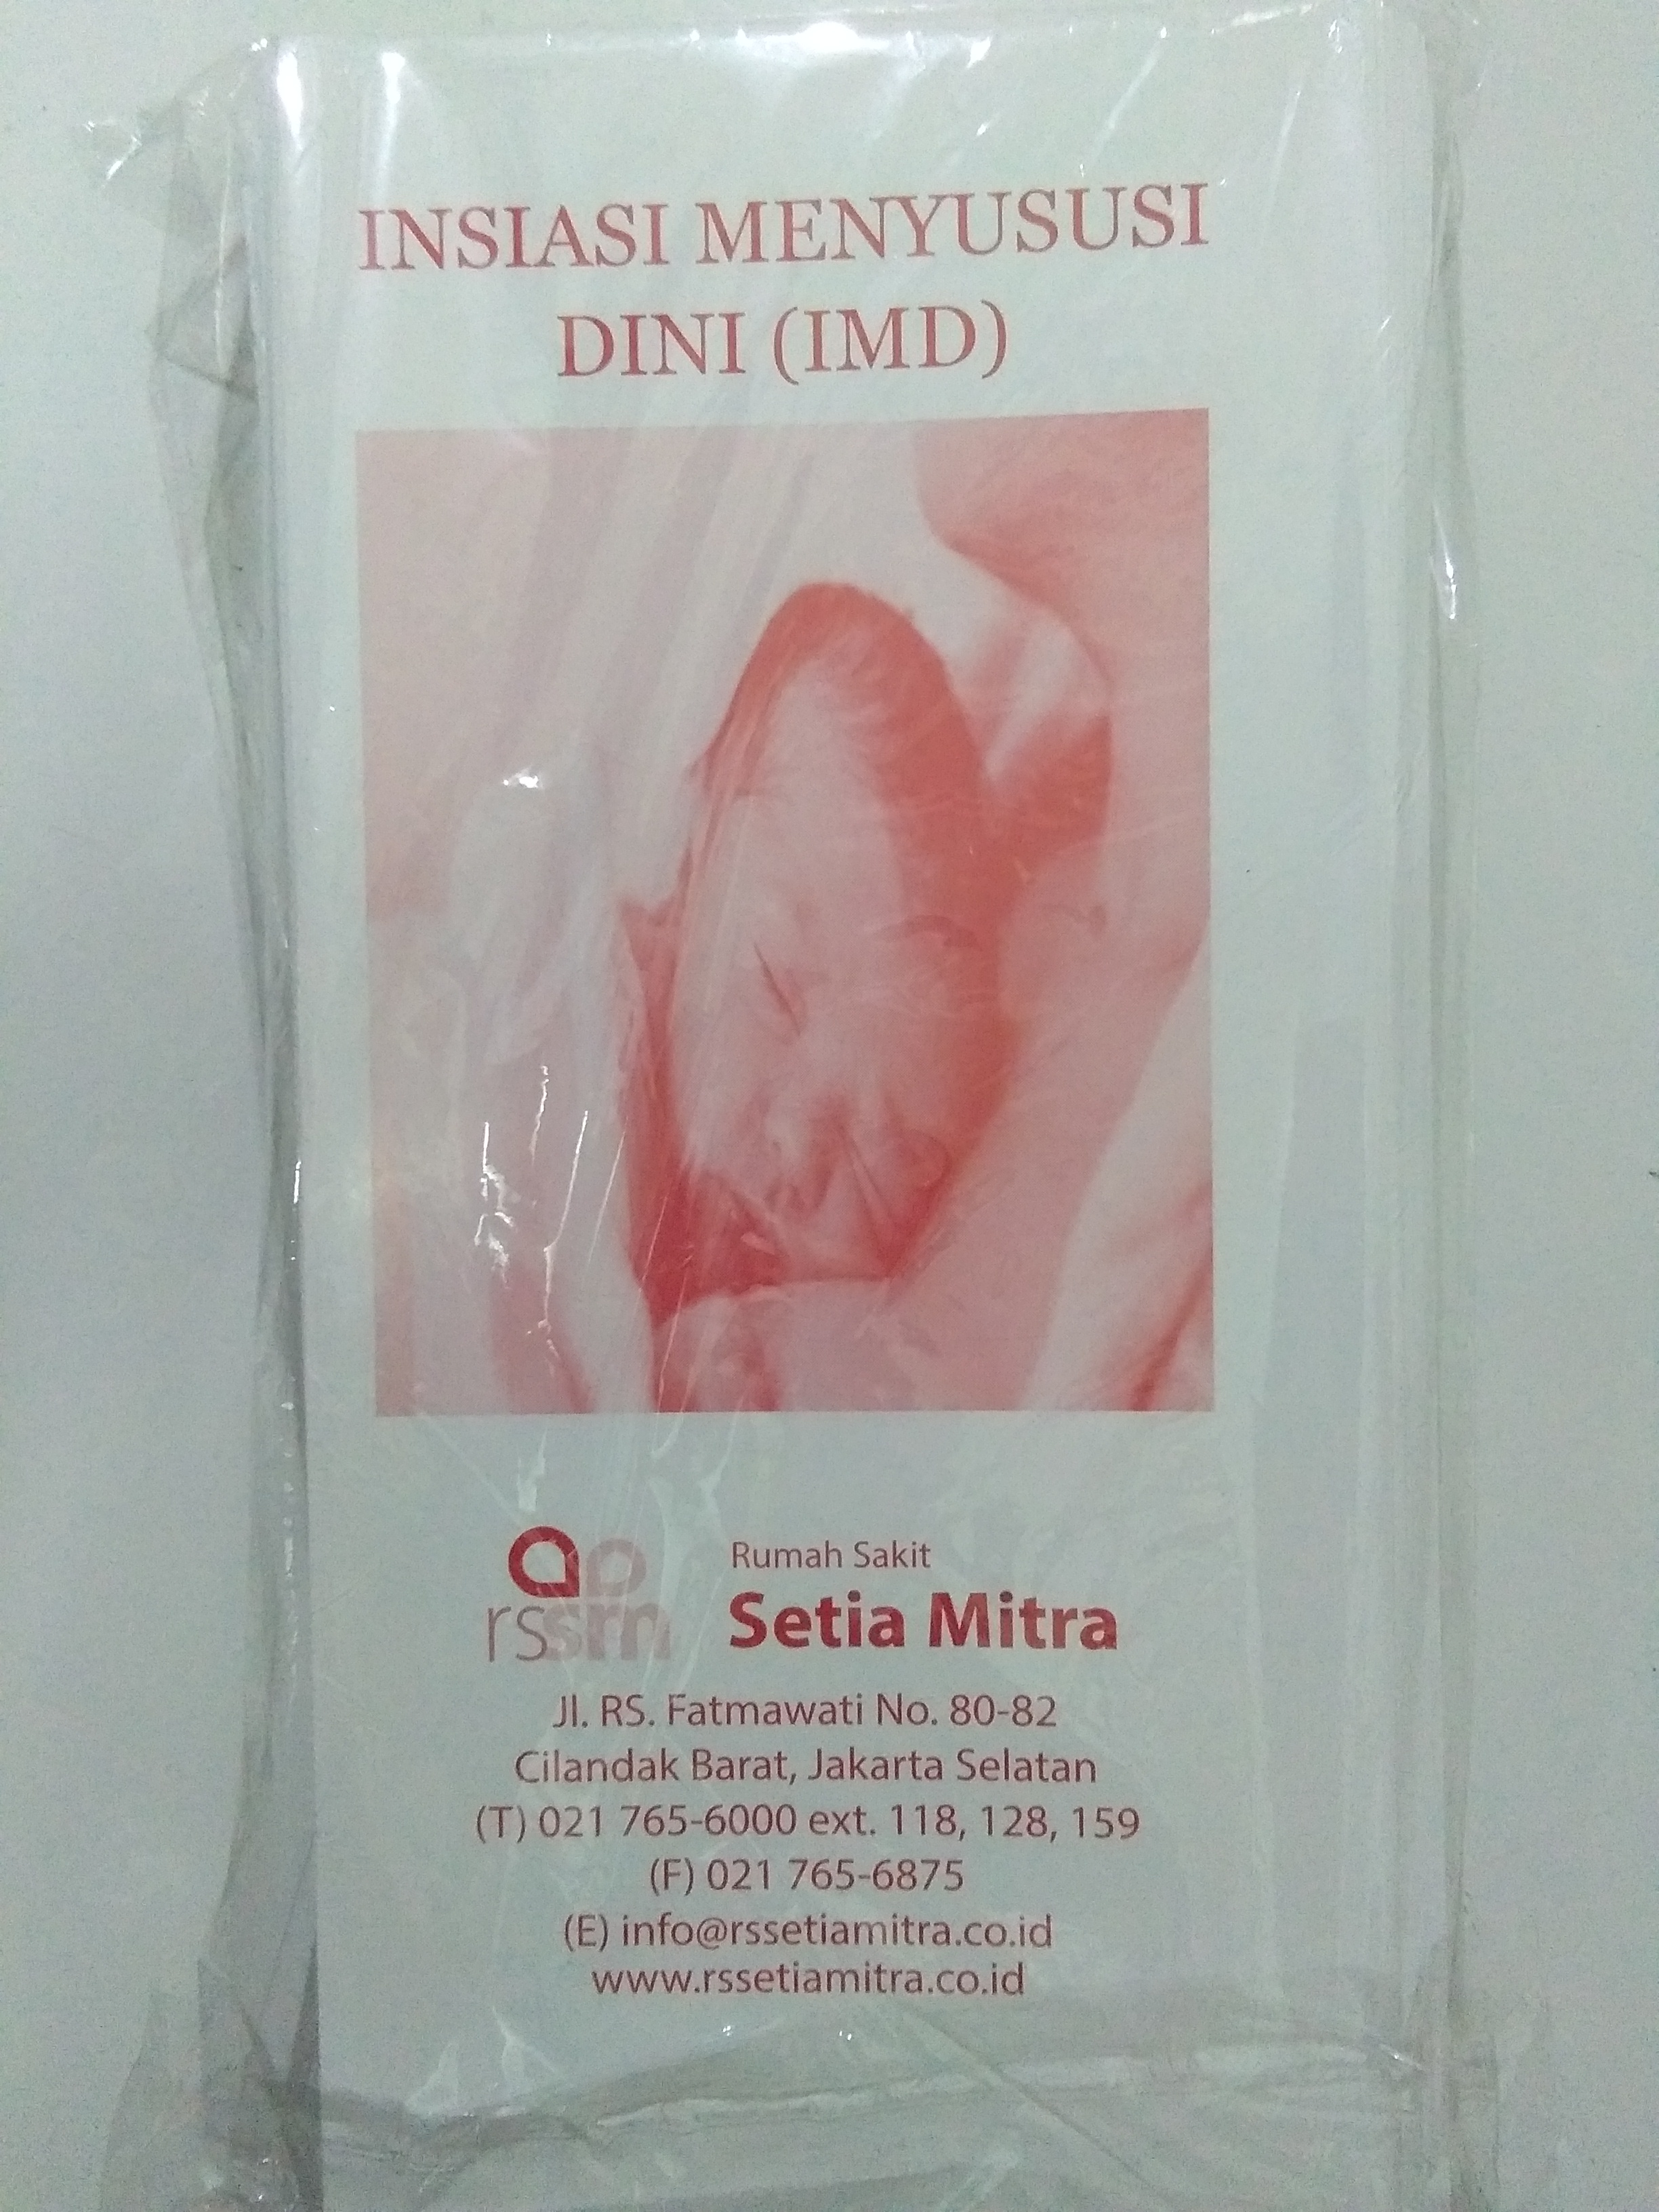 INSIASI MENYUSUSI
DINI (IMD)
rssm
Rumah Sakit
Setia Mitra
Jl. RS. Fatmawati No. 80-82
Cilandak Barat, Jakarta Selatan
(T) 021 765-6000 ext. 118, 128, 159
(F) 021 765-6875
(E) info@rssetiamitra.co.id
www.rssetiamitra.co.id